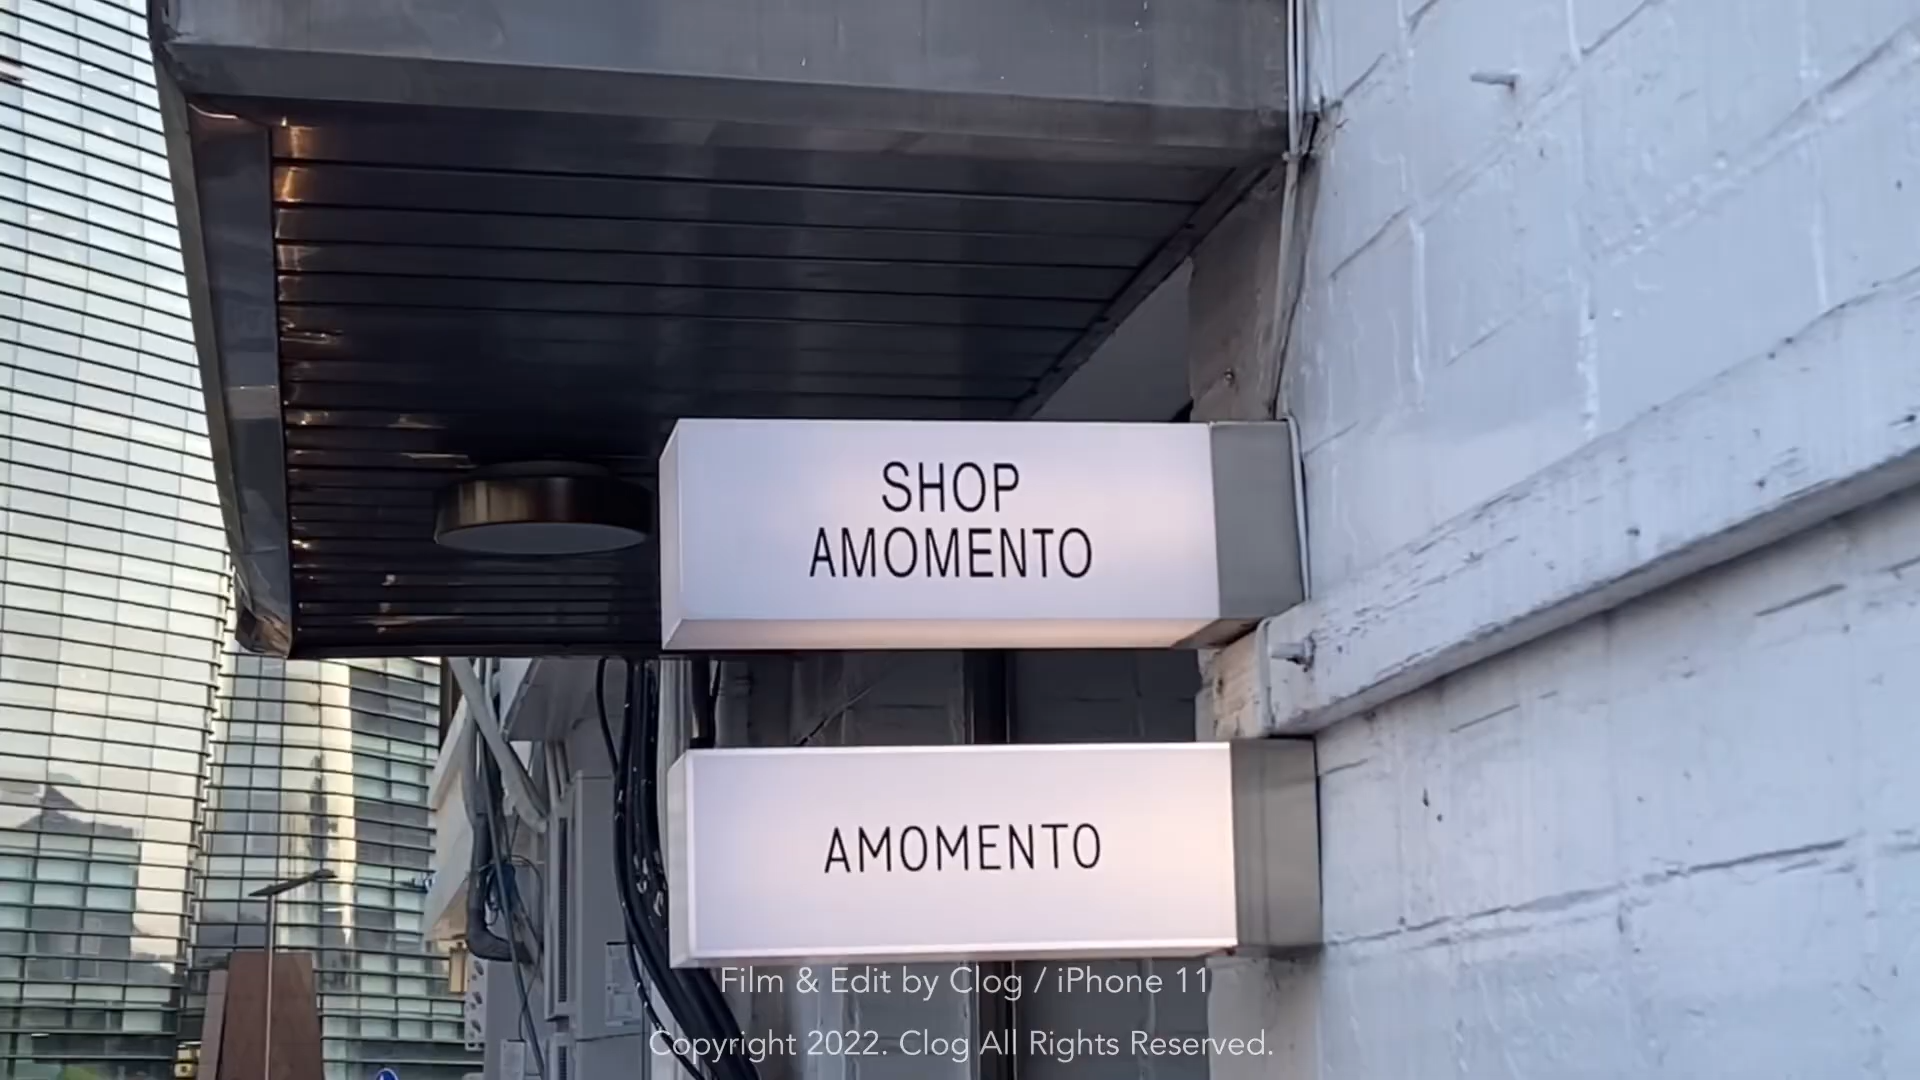 SHOP
AMOMENTO
AMOMENTO
Film & Edit by Clog / iPhone 11
Copyright 2022. Clog All Rights Reserved.